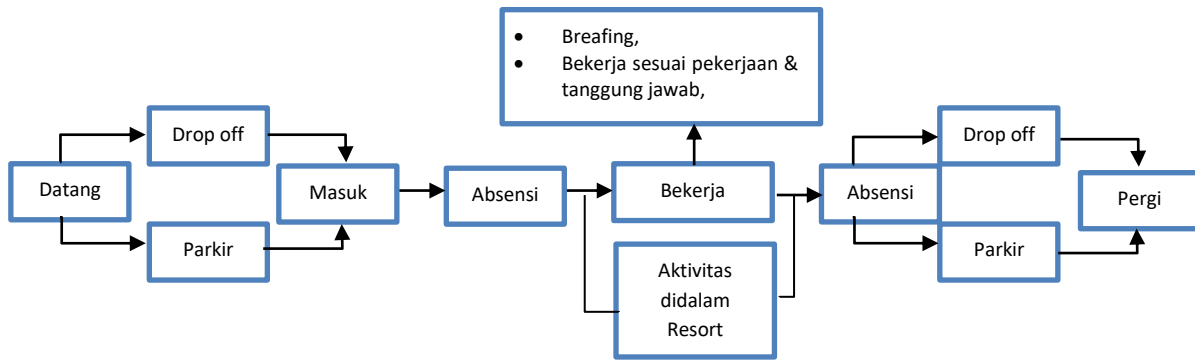 • Breafing,
• Bekerja sesuai pekerjaan &
tanggung jawab,
Drop off
Drop off
Datang
Masuk
Absensi
Bekerja
Absensi
Pergi
Parkir
Parkir
Aktivitas
didalam
Resort